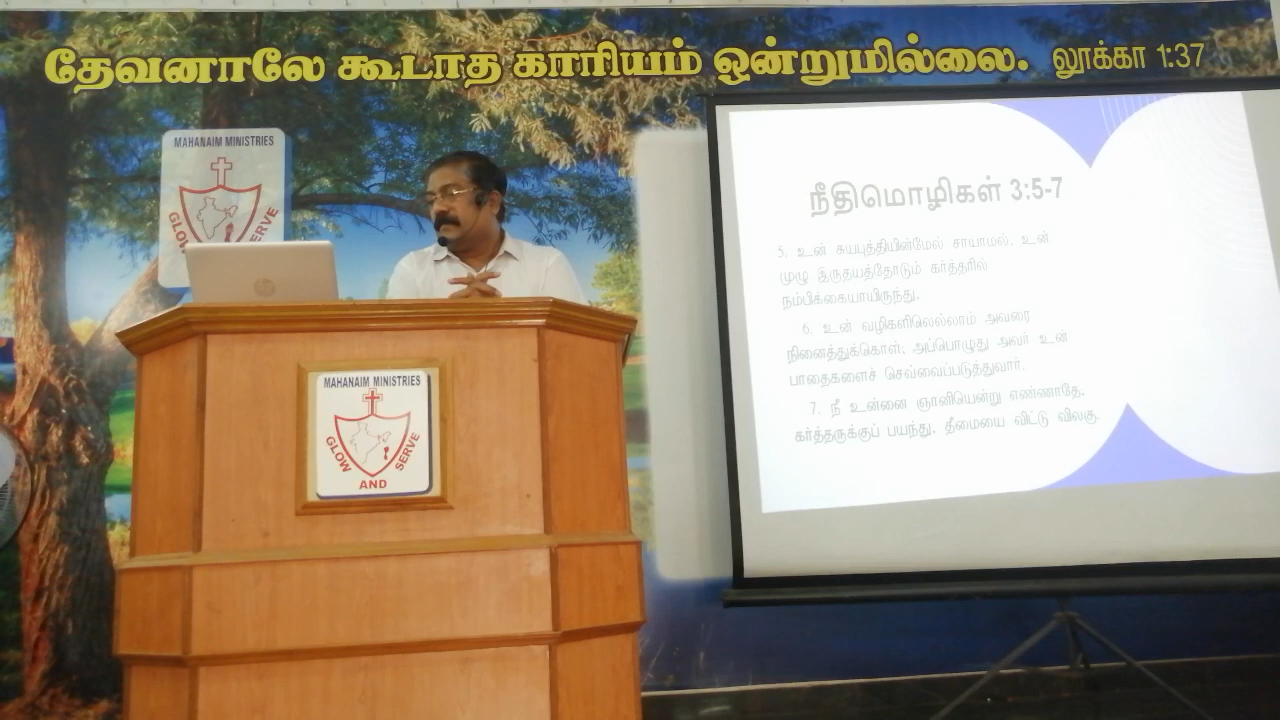 தேவனாலே கூடாத காரியம் ஒன்றுமில்லை. லூக்கா 1:37
MAHANAIM MINISTRIES
GLOW
SERVE
நீதிமொழிகள் 3:5-7
5. உன் சுயபுத்தியின்மேல் சாயாமல், உன்
முழு இருதயத்தோடும் கர்த்தரில்
நம்பிக்கையாயிருந்து,
6. உன் வழிகளிலெல்லாம் அவரை
நினைத்துக்கொள்; அப்பொழுது அவர் உன்
பாதைகளைச் செவ்வைப்படுத்துவார்.
7. நீ உன்னை ஞானியென்று எண்ணாதே,
கர்த்தருக்குப் பயந்து, தீமையை விட்டு விலகு.
hp
MAHANAIM MINISTRIES
GLOW
AND
SERVE